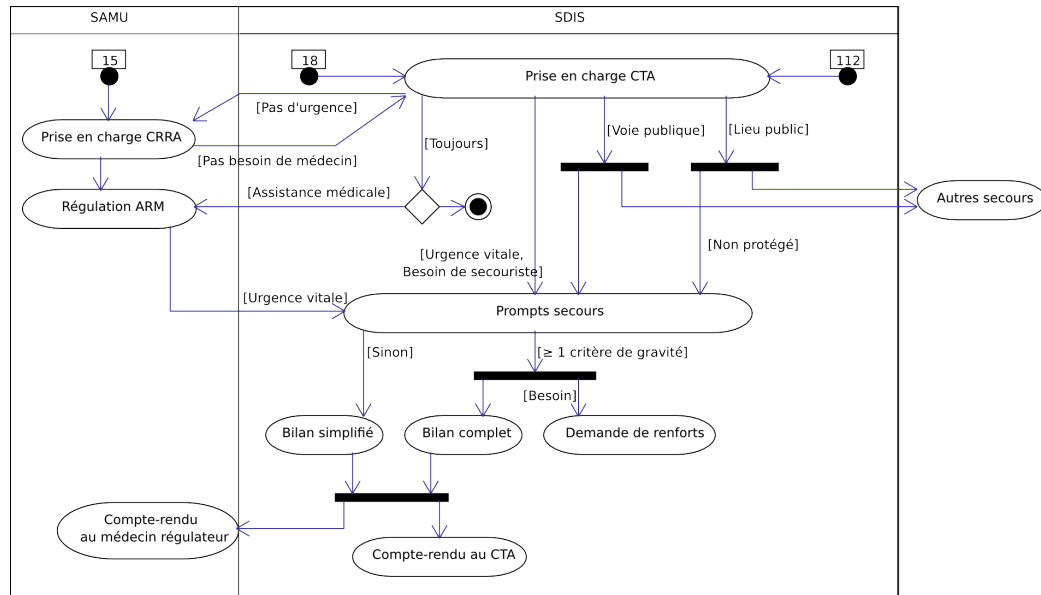 SAMU
SDIS
15
18
112
Prise en charge CTA
[Pas d'urgence]
Prise en charge CRRA
[Voie publique]
[Lieu public]
[Toujours]
[Pas besoin de médecin]
[Assistance médicale]
Régulation ARM
Autres secours
[Non protégé]
[Urgence vitale,
Besoin de secouriste]
[Urgence vitale]
Prompts secours
[Sinon]
[≥ 1 critère de gravité]
[Besoin]
Bilan simplifié
Bilan complet
Demande de renforts
Compte-rendu
au médecin régulateur
Compte-rendu au CTA